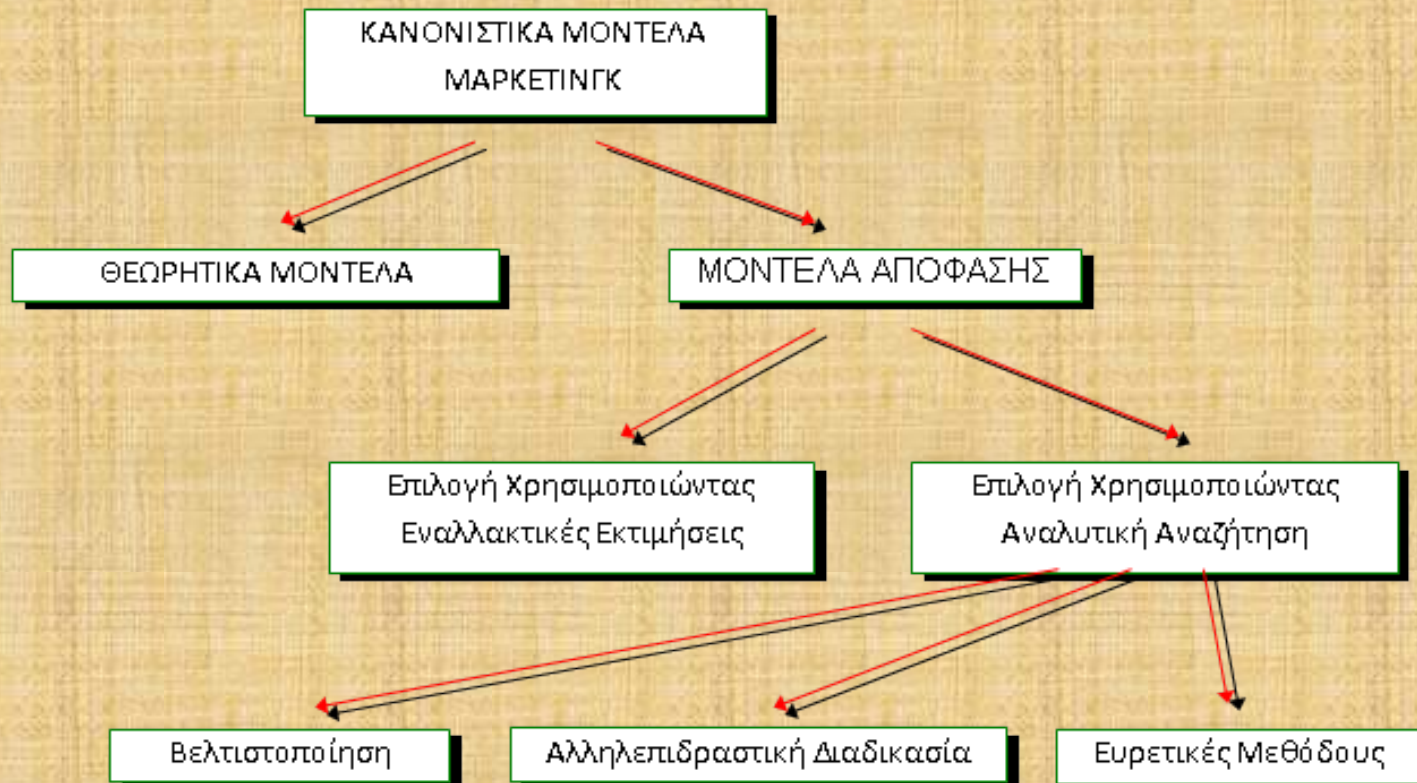 ΚΑΝΟΝΙΣΤΙΚΑ ΜΟΝΤΕΛΑ
ΜΑΡΚΕΤΙΝΓΚ
ΘΕΩΡΗΤΙΚΑ ΜΟΝΤΕΛΑ
ΜΟΝΤΕΛΑ ΑΠΟΦΑΣΗΣ
Επιλογή Χρησιμοποιώντας
Εναλλακτικές Εκτιμήσεις
Επιλογή Χρησιμοποιώντας
Αναλυτική Αναζήτηση
Βελτιστοποίηση
Αλληλεπιδραστική Διαδικασία
Ευρετικές Μεθόδους